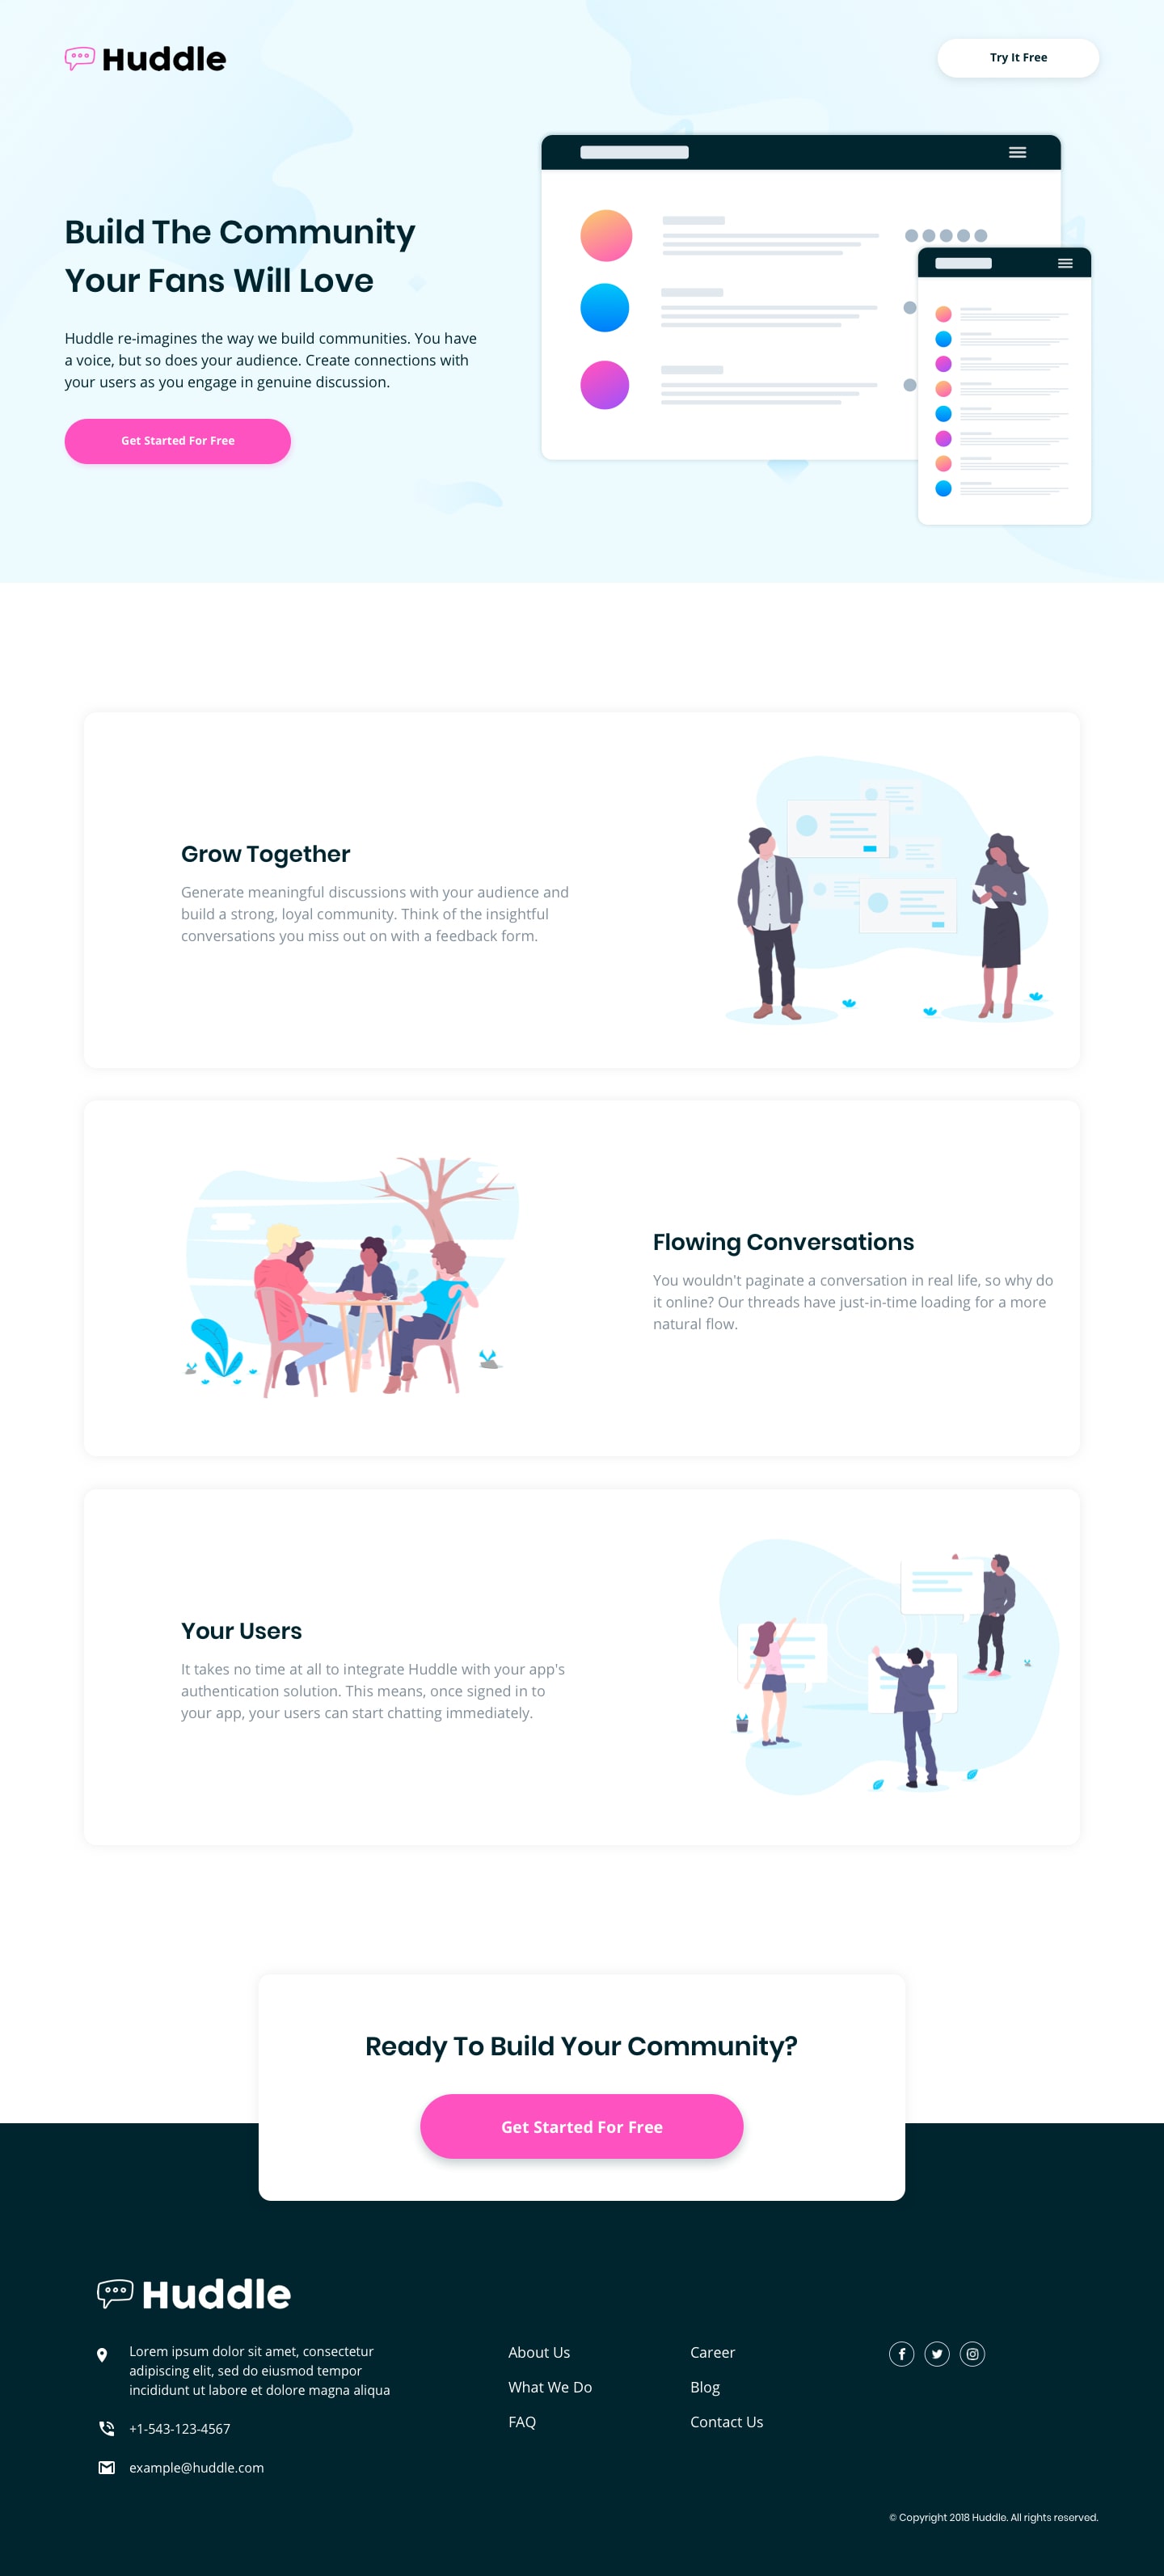 Huddle
Try It Free
Build The Community
Your Fans Will Love
Huddle re-imagines the way we build communities. You have
a voice, but so does your audience. Create connections with
your users as you engage in genuine discussion.
Get Started For Free
Grow Together
Generate meaningful discussions with your audience and
build a strong, loyal community. Think of the insightful
conversations you miss out on with a feedback form.
Flowing Conversations
You wouldn't paginate a conversation in real life, so why do
it online? Our threads have just-in-time loading for a more
natural flow.
Your Users
It takes no time at all to integrate Huddle with your app's
authentication solution. This means, once signed in to
your app, your users can start chatting immediately.
Ready To Build Your Community?
Get Started For Free
Huddle
Lorem ipsum dolor sit amet, consectetur
adipiscing elit, sed do eiusmod tempor
incididunt ut labore et dolore magna aliqua
+1-543-123-4567
example@huddle.com
About Us
What We Do
FAQ
Career
Blog
Contact Us
© Copyright 2018 Huddle. All rights reserved.